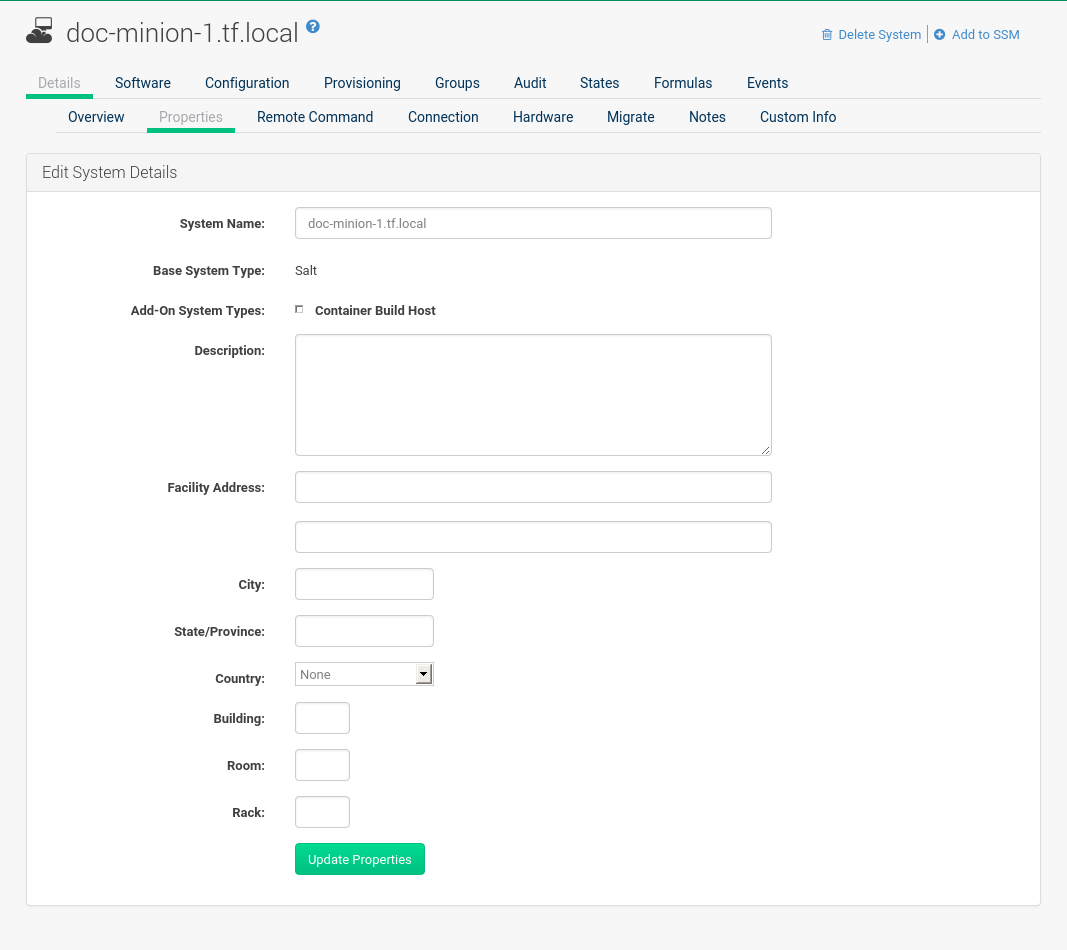 doc-minion-1.tf.local ?
Delete System | Add to SSM
Details Software Configuration Provisioning Groups Audit States Formulas Events
Overview Properties Remote Command Connection Hardware Migrate Notes Custom Info
Edit System Details
System Name: doc-minion-1.tf.local
Base System Type: Salt
Add-On System Types: Container Build Host
Description:
Facility Address:
City:
State/Province:
Country: None
Building:
Room:
Rack:
Update Properties